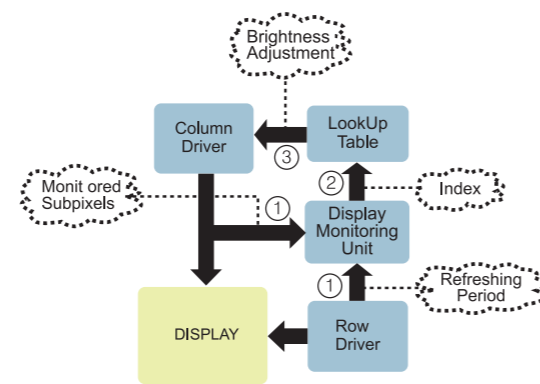 Brightness
Adjustment
Column
Driver
LookUp
Table
3
Monit ored
Subpixels
2
Index
1
Display
Monitoring
Unit
1
Refreshing
Period
DISPLAY
Row
Driver